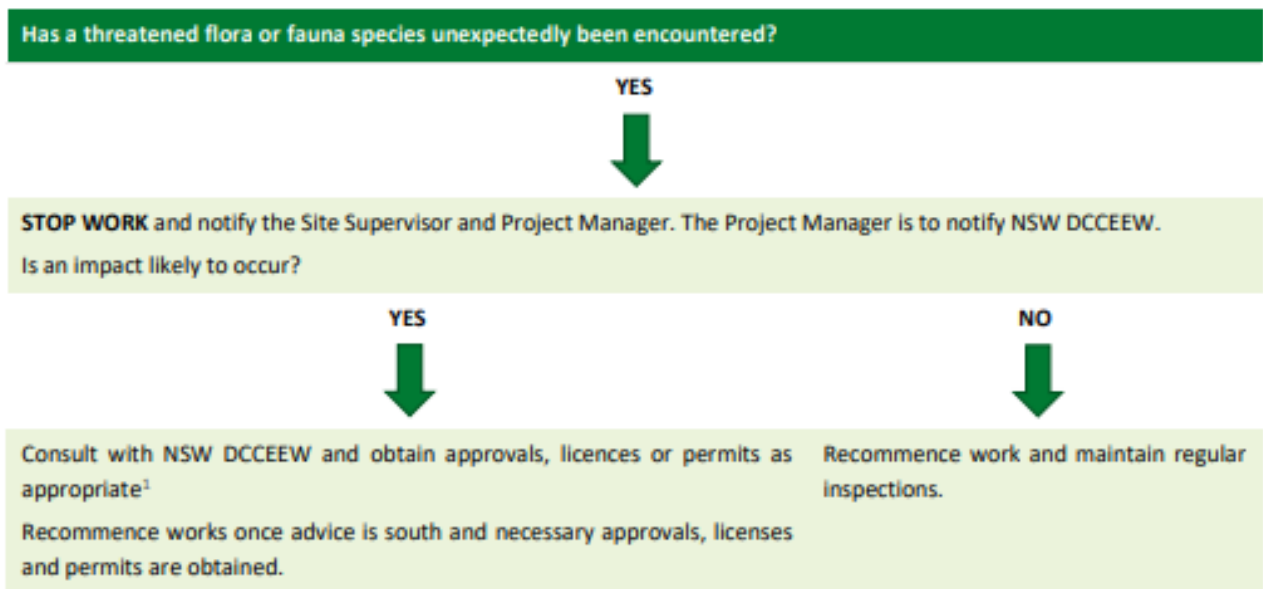 Has a threatened flora or fauna species unexpectedly been encountered?
YES
STOP WORK and notify the Site Supervisor and Project Manager. The Project Manager is to notify NSW DCCEEW.
Is an impact likely to occur?
YES
NO
Consult with NSW DCCEEW and obtain approvals, licences or permits as
appropriate¹
Recommence works once advice is south and necessary approvals, licenses
and permits are obtained.
Recommence work and maintain regular
inspections.